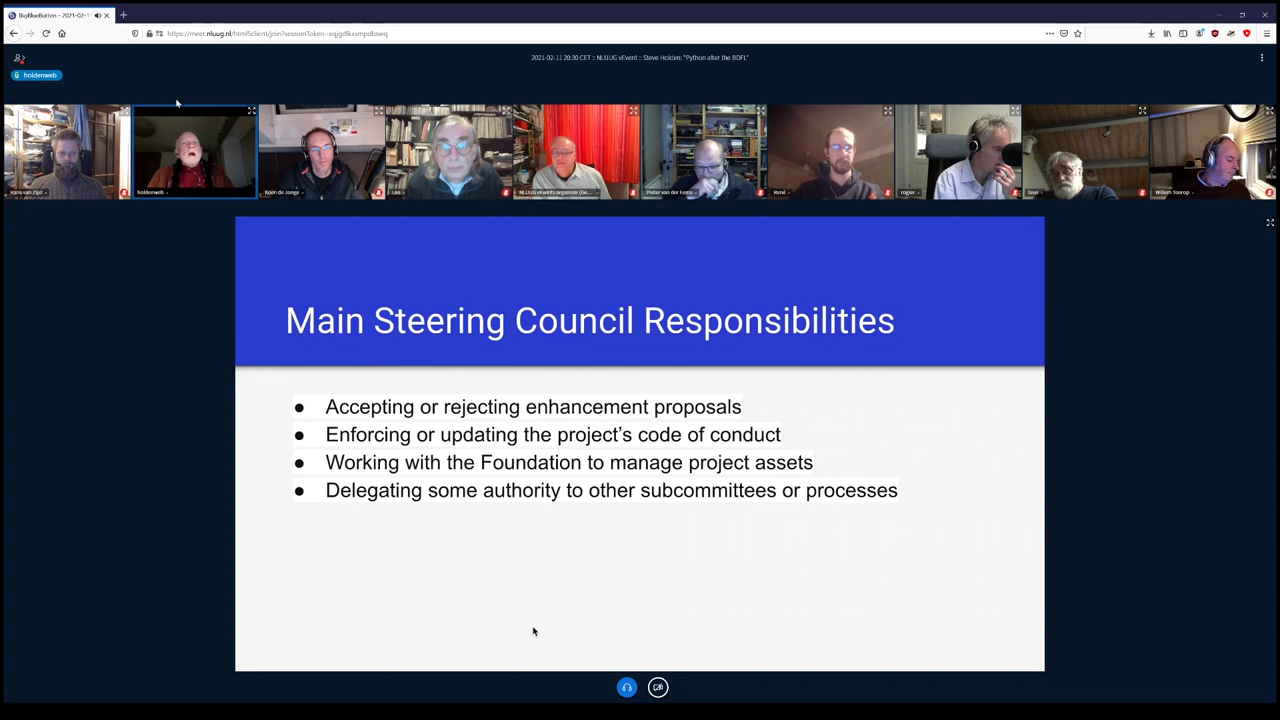 BigBlueButton - 2021-02-1
https://meet.nluug.nl/html5client/join?sessionToken=eqjgdlkxxmpdbswq
2021-02-11 20:30 CET :: NLUUG vEvent :: Steve Holden: "Python after the BDFL"
holdenweb
Hans van Zijst
holdenweb
Koen de Jonge
Leo
NLUUG vEvents organizer (Ge...
Pieter van der Eems
René
rogier
teus
Willem Toorop
Main Steering Council Responsibilities
● Accepting or rejecting enhancement proposals
● Enforcing or updating the project's code of conduct
● Working with the Foundation to manage project assets
● Delegating some authority to other subcommittees or processes